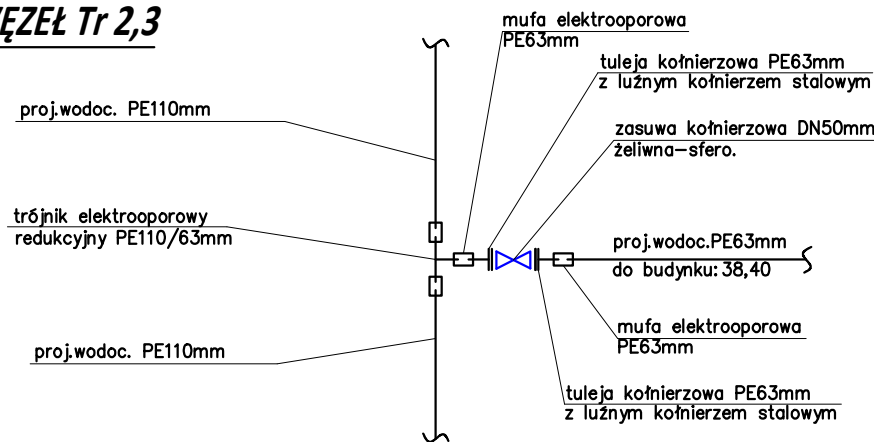 WĘZEŁ Tr 2,3
mufa elektrooporowa
PE63mm
tuleja kołnierzowa PE63mm
z luźnym kołnierzem stalowym
proj.wodoc. PE110mm
zasuwa kołnierzowa DN50mm
żeliwna-sfero.
trójnik elektrooporowy
redukcyjny PE110/63mm
proj.wodoc.PE63mm
do budynku: 38,40
mufa elektrooporowa
PE63mm
proj.wodoc. PE110mm
tuleja kołnierzowa PE63mm
z luźnym kołnierzem stalowym